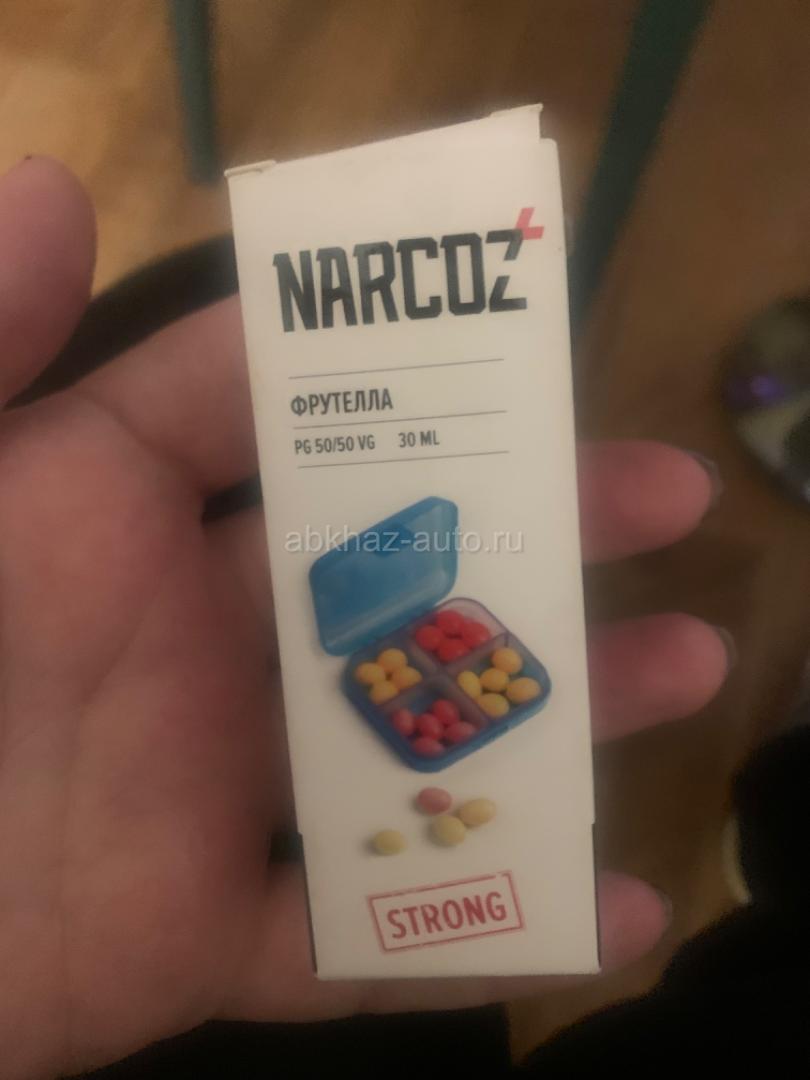 NARCOZ
ФРУТЕЛЛА
PG 50/50 VG 30 ML
abkhaz-auto.ru
STRONG